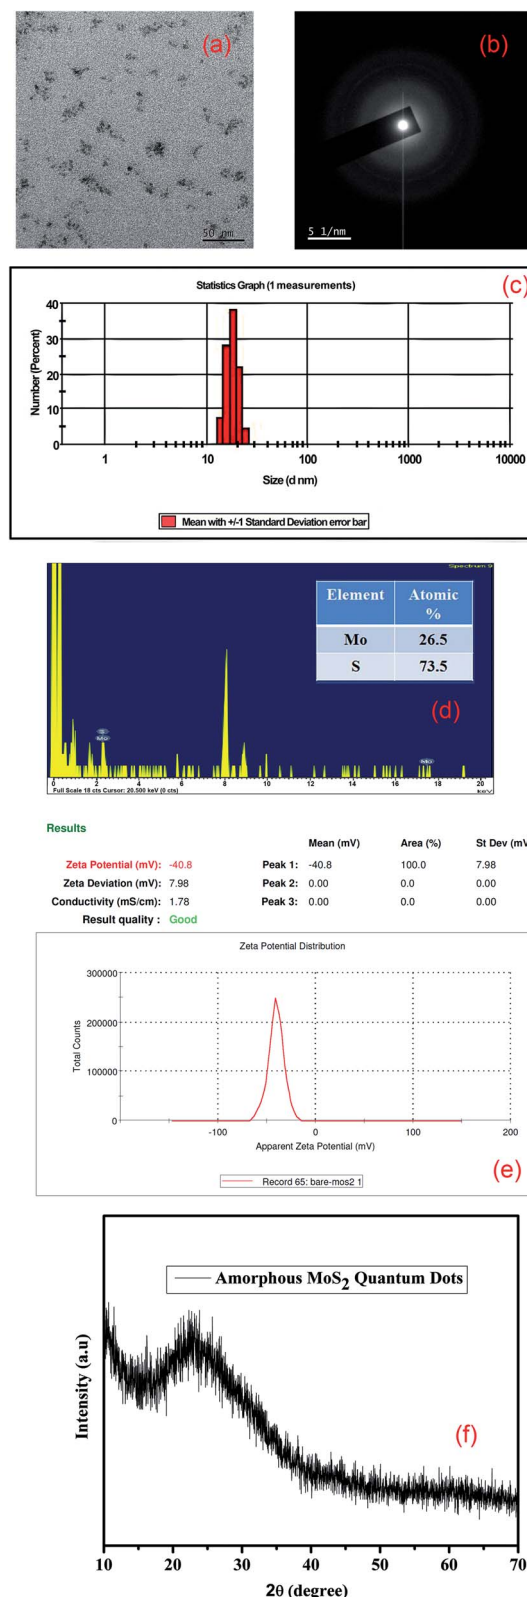 (a)
50 nm
(b)
5 1/nm
(c)
Statistics Graph (1 measurements)
40
30
20
10
0
Number (Percent)
1 10 100 1000 10000
Size (d nm)
Mean with +/-1 Standard Deviation error bar
Spectrum 9
Element Atomic %
Mo 26.5
S 73.5
(d)
S
Mo
Mo
0 2 4 6 8 10 12 14 16 18 20
Full Scale 18 cts Cursor: 20.500 keV (0 cts)
keV
Results
Mean (mV) Area (%) St Dev (mV
Zeta Potential (mV): -40.8 Peak 1: -40.8 100.0 7.98
Zeta Deviation (mV): 7.98 Peak 2: 0.00 0.0 0.00
Conductivity (mS/cm): 1.78 Peak 3: 0.00 0.0 0.00
Result quality : Good
Zeta Potential Distribution
300000
200000
100000
0
Total Counts
-100 0 100 200
Apparent Zeta Potential (mV)
Record 65: bare-mos2 1
(e)
Amorphous MoS₂ Quantum Dots
Intensity (a.u)
(f)
10 20 30 40 50 60 70
2θ (degree)